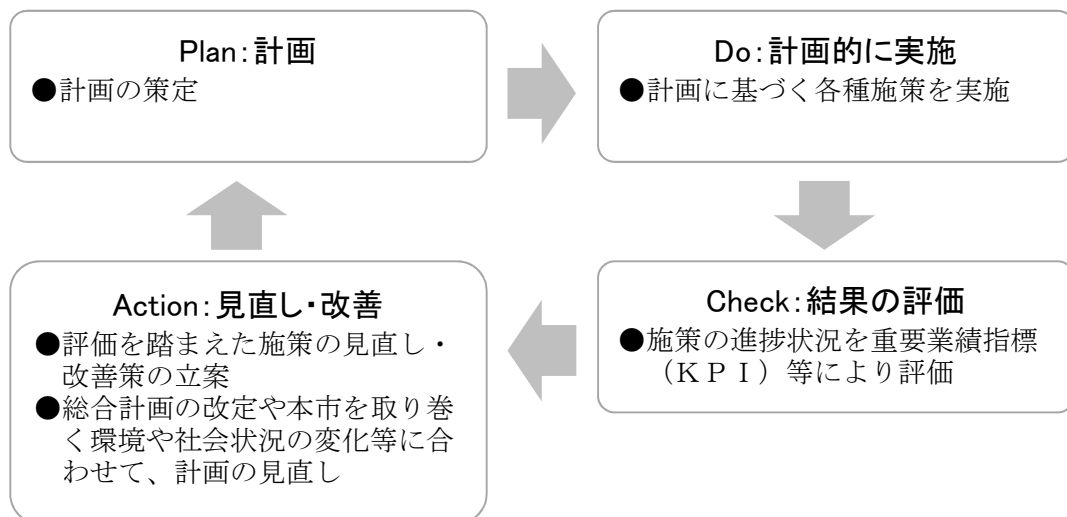 Plan：計画
●計画の策定
Do：計画的に実施
●計画に基づく各種施策を実施
Check：結果の評価
●施策の進捗状況を重要業績指標
（ＫＰＩ）等により評価
Action：見直し・改善
●評価を踏まえた施策の見直し・
改善策の立案
●総合計画の改定や本市を取り巻
く環境や社会状況の変化等に合
わせて、計画の見直し